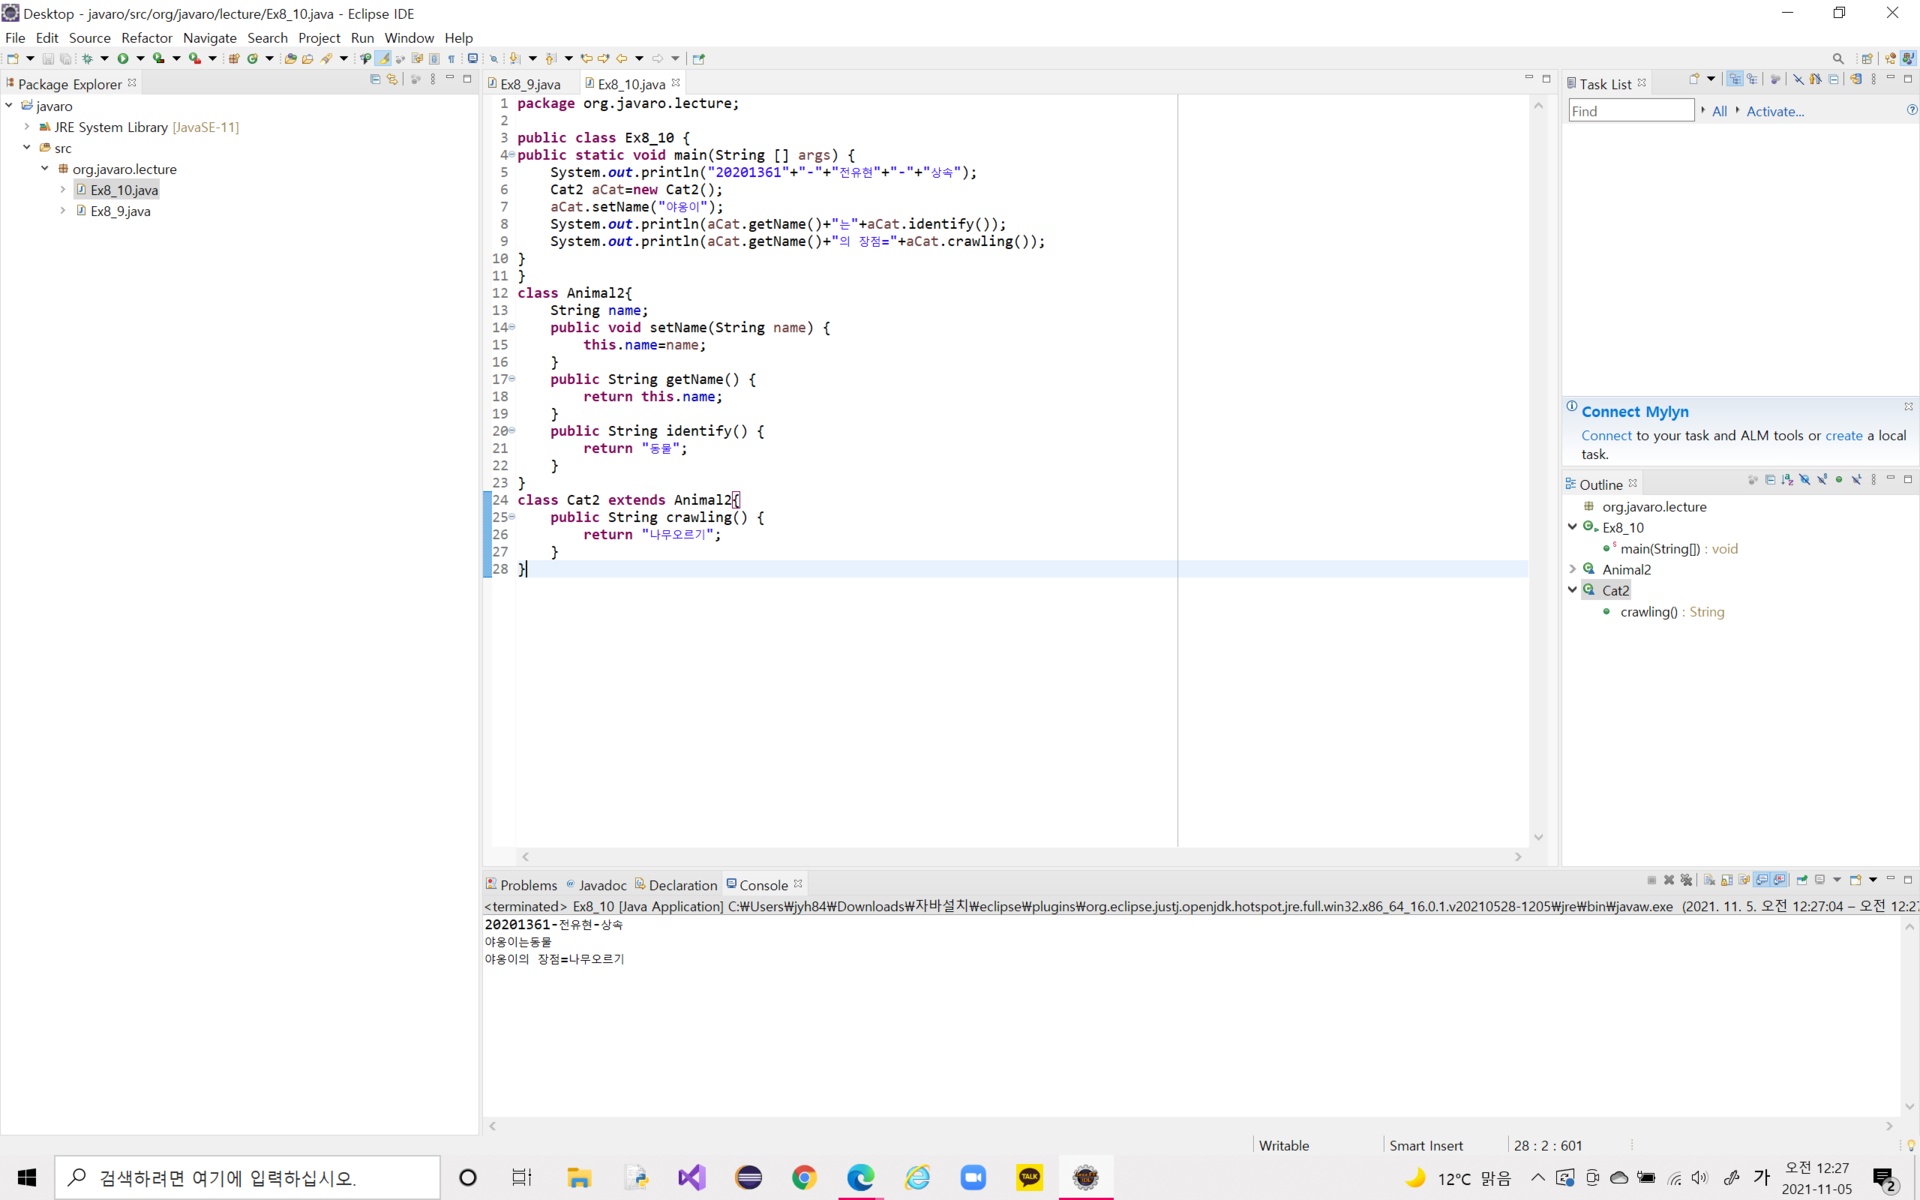 Desktop - javaro/src/org/javaro/lecture/Ex8_10.java - Eclipse IDE
File Edit Source Refactor Navigate Search Project Run Window Help
Package Explorer
javaro
JRE System Library [JavaSE-11]
src
org.javaro.lecture
Ex8_10.java
Ex8_9.java
Ex8_9.java Ex8_10.java
1 package org.javaro.lecture;
2
3 public class Ex8_10 {
4 public static void main(String [] args) {
5 System.out.println("20201361"+"-"+"전유현"+"-"+"상속");
6 Cat2 aCat=new Cat2();
7 aCat.setName("야옹이");
8 System.out.println(aCat.getName()+"는"+aCat.identify());
9 System.out.println(aCat.getName()+"의 장점="+aCat.crawling());
10 }
11 }
12 class Animal2{
13 String name;
14 public void setName(String name) {
15 this.name=name;
16 }
17 public String getName() {
18 return this.name;
19 }
20 public String identify() {
21 return "동물";
22 }
23 }
24 class Cat2 extends Animal2{
25 public String crawling() {
26 return "나무오르기";
27 }
28 }
Task List
Find All Activate...
Connect Mylyn
Connect to your task and ALM tools or create a local
task.
Outline
org.javaro.lecture
Ex8_10
main(String[]) : void
Animal2
Cat2
crawling() : String
Problems Javadoc Declaration Console
<terminated> Ex8_10 [Java Application] C:₩Users₩jyh84₩Downloads₩자바설치₩eclipse₩plugins₩org.eclipse.justj.openjdk.hotspot.jre.full.win32.x86_64_16.0.1.v20210528-1205₩jre₩bin₩javaw.exe (2021. 11. 5. 오전 12:27:04 – 오전 12:27
20201361-전유현-상속
야옹이는동물
야옹이의 장점=나무오르기
Writable Smart Insert 28 : 2 : 601
검색하려면 여기에 입력하십시오.
TALK
12°C 맑음
가
오전 12:27
2021-11-05
2